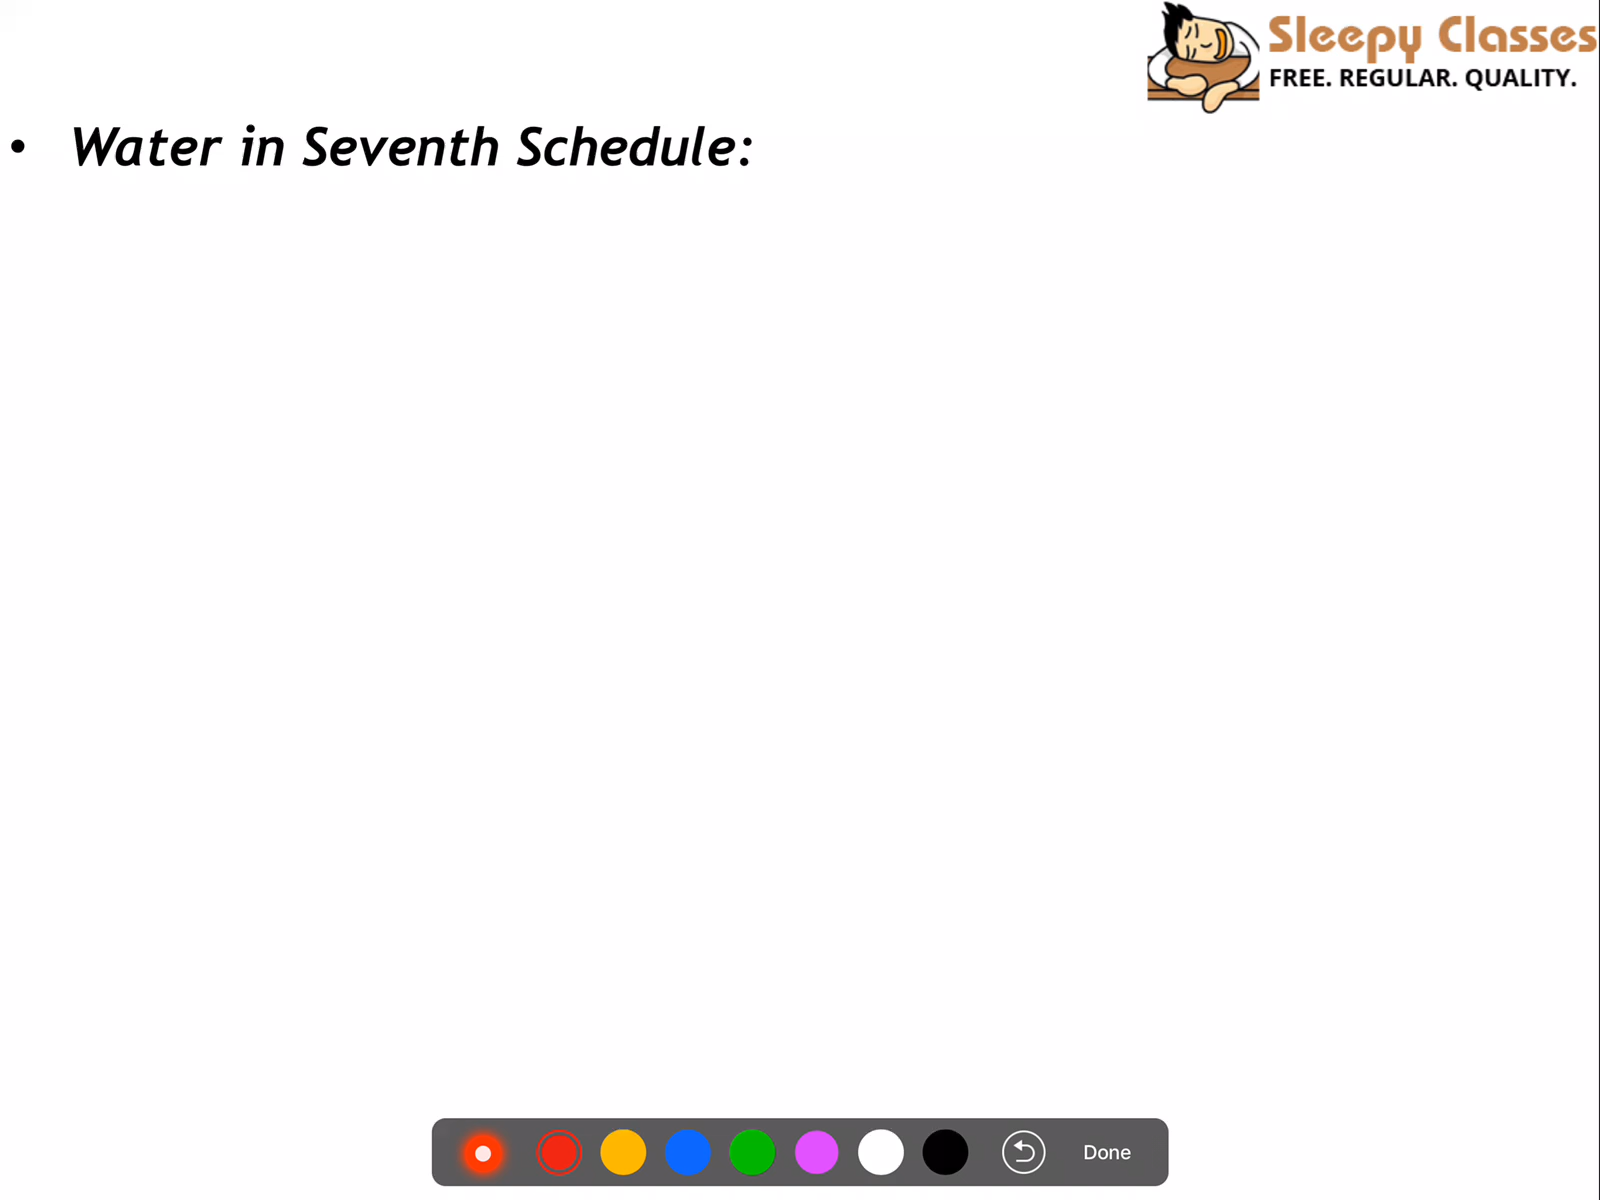 Sleepy Classes
FREE. REGULAR. QUALITY.
• Water in Seventh Schedule:
Done